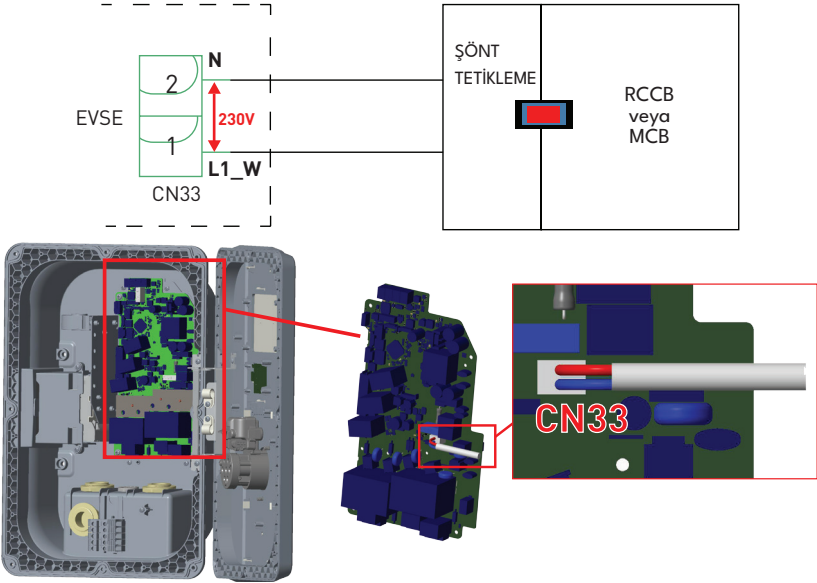 N
ŞÖNT
TETİKLEME
2
RCCB
veya
MCB
EVSE
230V
1
L1_W
CN33
CN33